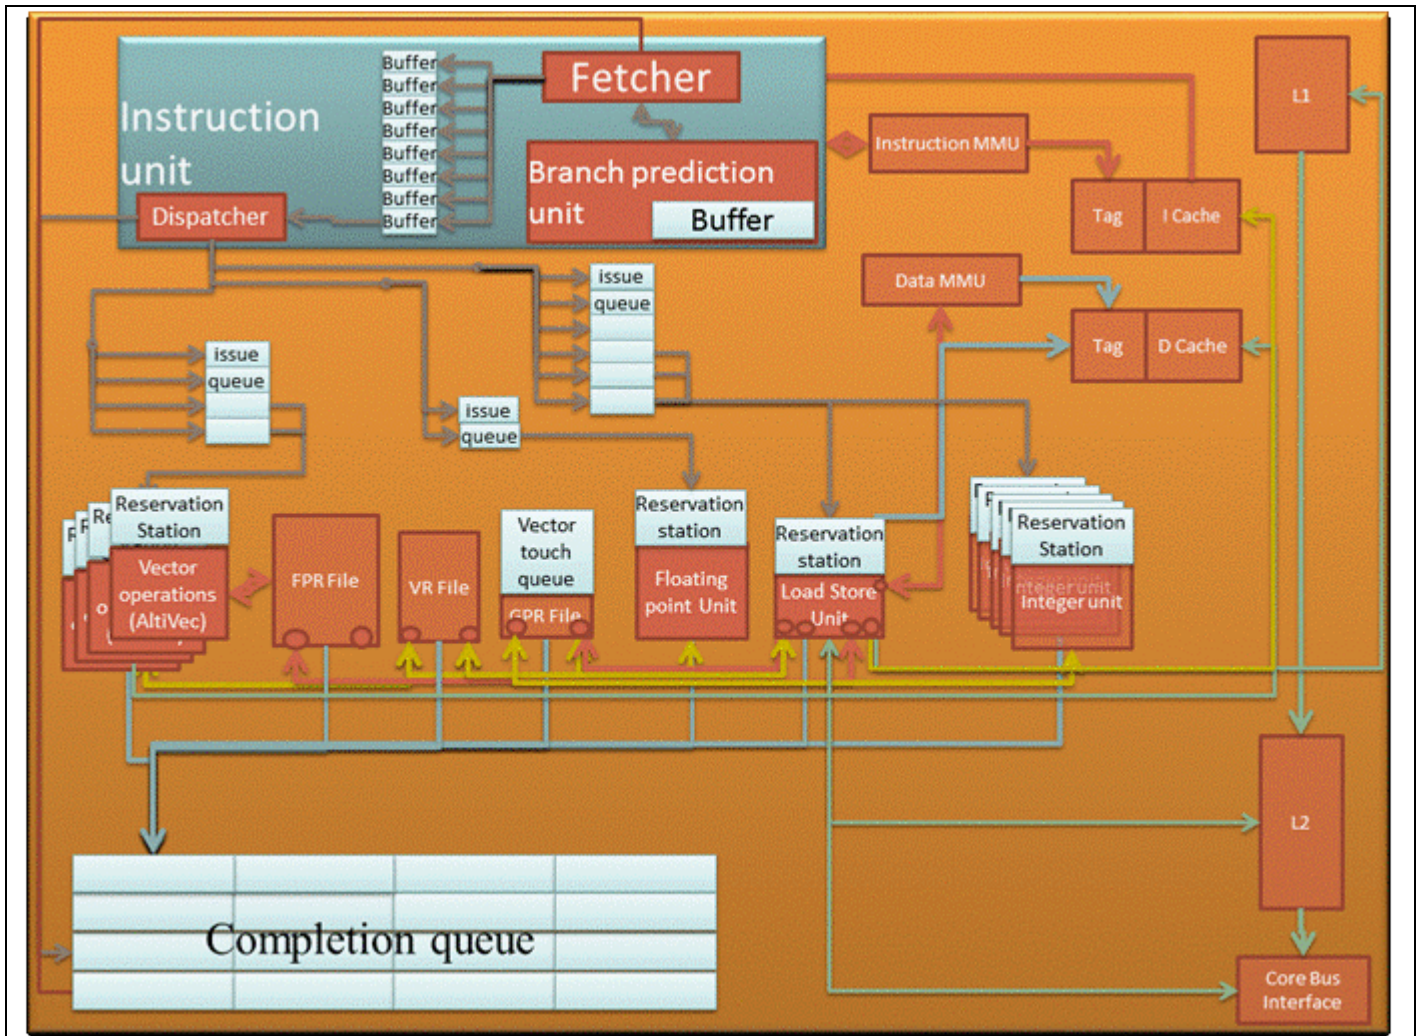 Fetcher
Buffer
Buffer
Buffer
Buffer
Buffer
Buffer
Buffer
Buffer
Instruction
unit
Dispatcher
Branch prediction
unit
Buffer
L1
Instruction MMU
Tag
I Cache
Data MMU
Tag
D Cache
issue
queue
issue
queue
issue
queue
Reservation
Station
Vector
operations
(AltiVec)
FPR File
VR File
Vector
touch
queue
GPR File
Reservation
station
Floating
point Unit
Reservation
station
Load Store
Unit
Reservation
Station
Integer unit
L2
Completion queue
Core Bus
Interface